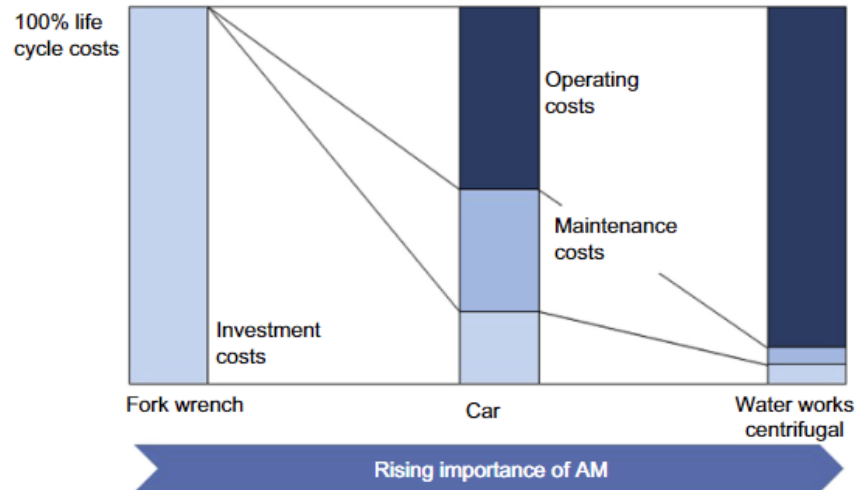 100% life
cycle costs
Operating
costs
Maintenance
costs
Investment
costs
Fork wrench
Car
Water works
centrifugal
Rising importance of AM